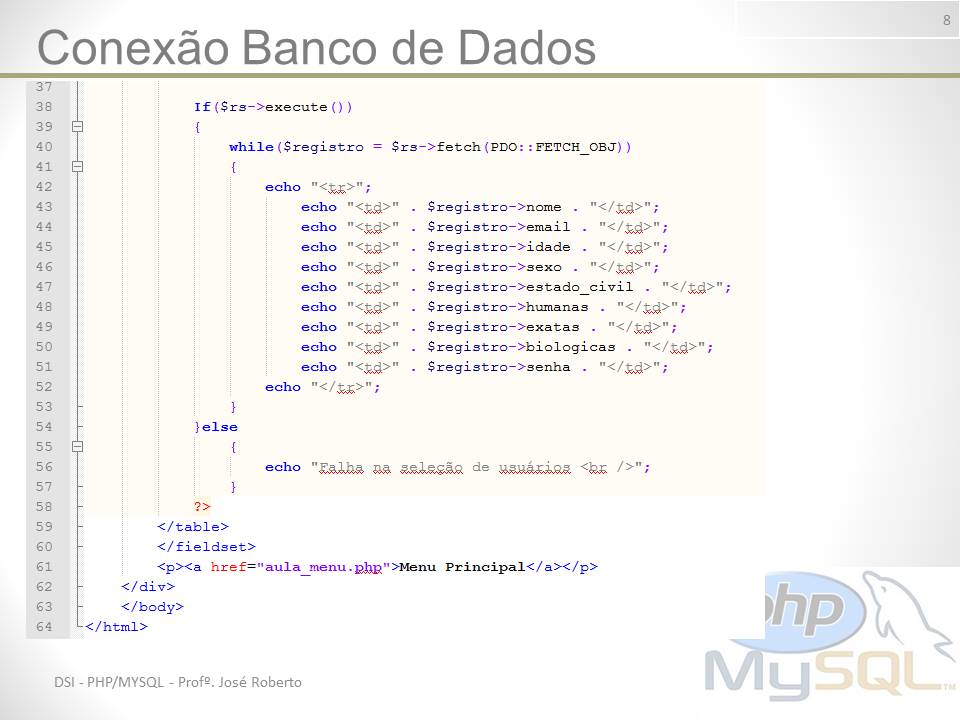 8
Conexão Banco de Dados
37
38 If($rs->execute())
39 {
40 while($registro = $rs->fetch(PDO::FETCH_OBJ))
41 {
42 echo "<tr>";
43 echo "<td>" . $registro->nome . "</td>";
44 echo "<td>" . $registro->email . "</td>";
45 echo "<td>" . $registro->idade . "</td>";
46 echo "<td>" . $registro->sexo . "</td>";
47 echo "<td>" . $registro->estado_civil . "</td>";
48 echo "<td>" . $registro->humanas . "</td>";
49 echo "<td>" . $registro->exatas . "</td>";
50 echo "<td>" . $registro->biologicas . "</td>";
51 echo "<td>" . $registro->senha . "</td>";
52 echo "</tr>";
53 }
54 }else
55 {
56 echo "Falha na seleção de usuários <br />";
57 }
58 ?>
59 </table>
60 </fieldset>
61 <p><a href="aula_menu.php">Menu Principal</a></p>
62 </div>
63 </body>
64 </html>
php
MySQL™
DSI - PHP/MYSQL - Profº. José Roberto